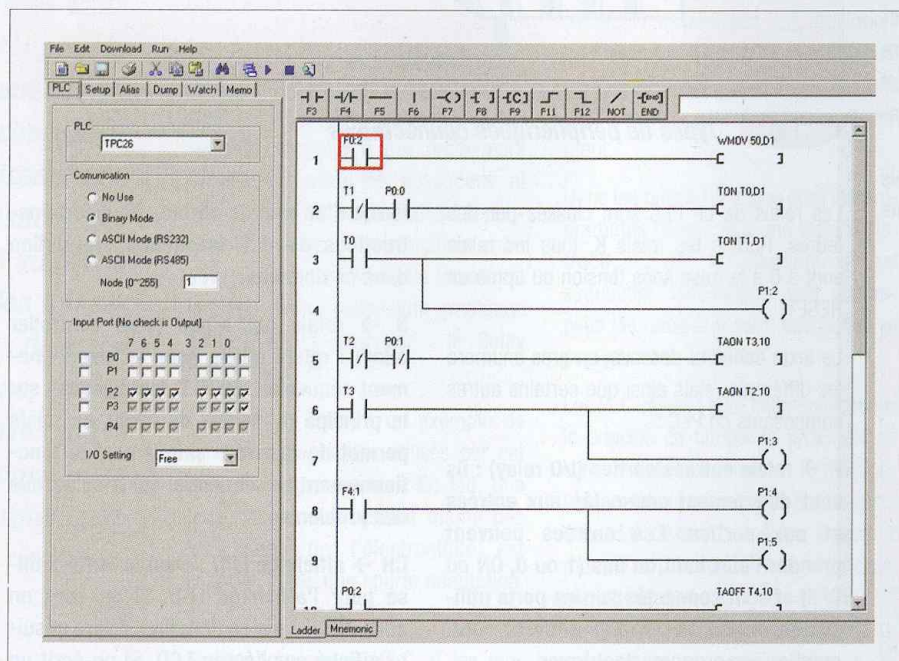 File Edit Download Run Help
PLC Setup Alias Dump Watch Memo
F3 F4 F5 F6 F7 F8 F9 F11 F12 NOT END
PLC
TPC26
Comunication
No Use
Binary Mode
ASCII Mode (RS232)
ASCII Mode (RS485)
Node (0~255) 1
Input Port (No check is Output)
7 6 5 4 3 2 1 0
P0
P1
P2
P3
P4
I/O Setting Free
F0:2 WMOV 50,D1
1
T1 P0:0 TON T0,D1
2
T0 TON T1,D1
3
P1:2
4
T2 P0:1 TAON T3,10
5
T3 TAON T2,10
6
P1:3
7
F4:1 P1:4
8
P1:5
9
P0:2 TAOFF T4,10
10
Ladder Mnemonic